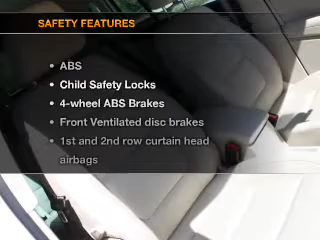 SAFETY FEATURES
• ABS
• Child Safety Locks
• 4-wheel ABS Brakes
• Front Ventilated disc brakes
• 1st and 2nd row curtain head
airbags